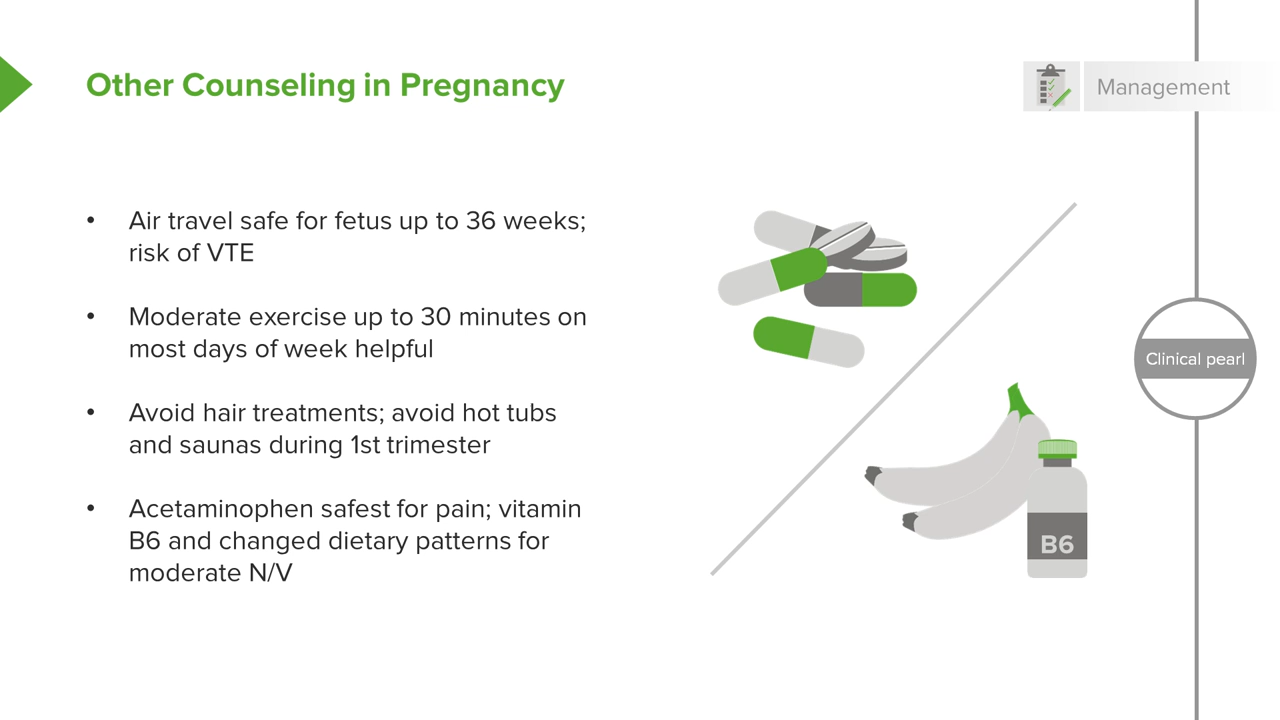 Other Counseling in Pregnancy
Management
• Air travel safe for fetus up to 36 weeks;
risk of VTE
• Moderate exercise up to 30 minutes on
most days of week helpful
• Avoid hair treatments; avoid hot tubs
and saunas during 1st trimester
• Acetaminophen safest for pain; vitamin
B6 and changed dietary patterns for
moderate N/V
Clinical pearl
B6